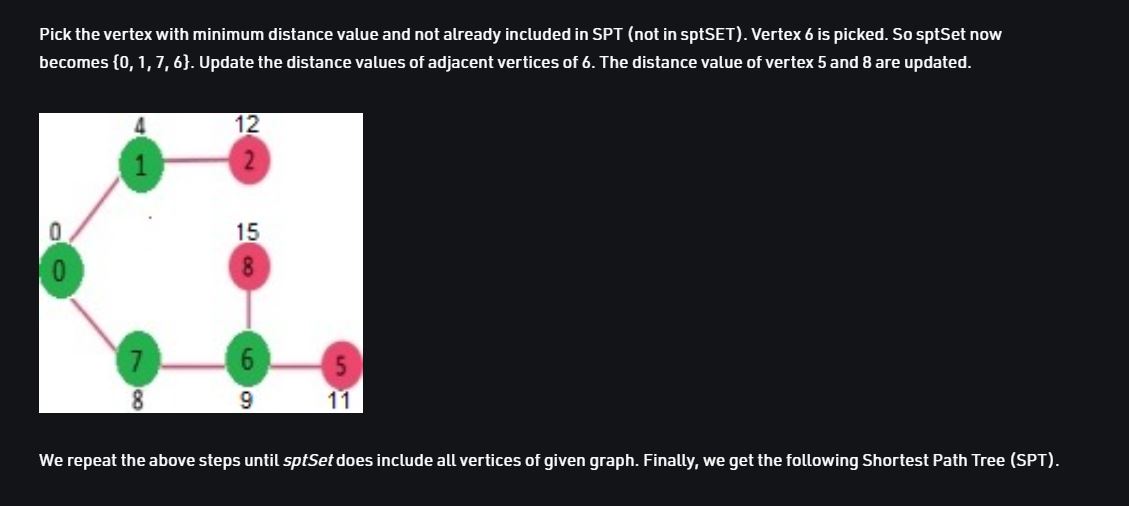 Pick the vertex with minimum distance value and not already included in SPT (not in sptSET). Vertex 6 is picked. So sptSet now
becomes {0, 1, 7, 6}. Update the distance values of adjacent vertices of 6. The distance value of vertex 5 and 8 are updated.
4 12
1 2
0 15
0 8
7 6 5
8 9 11
We repeat the above steps until sptSet does include all vertices of given graph. Finally, we get the following Shortest Path Tree (SPT).